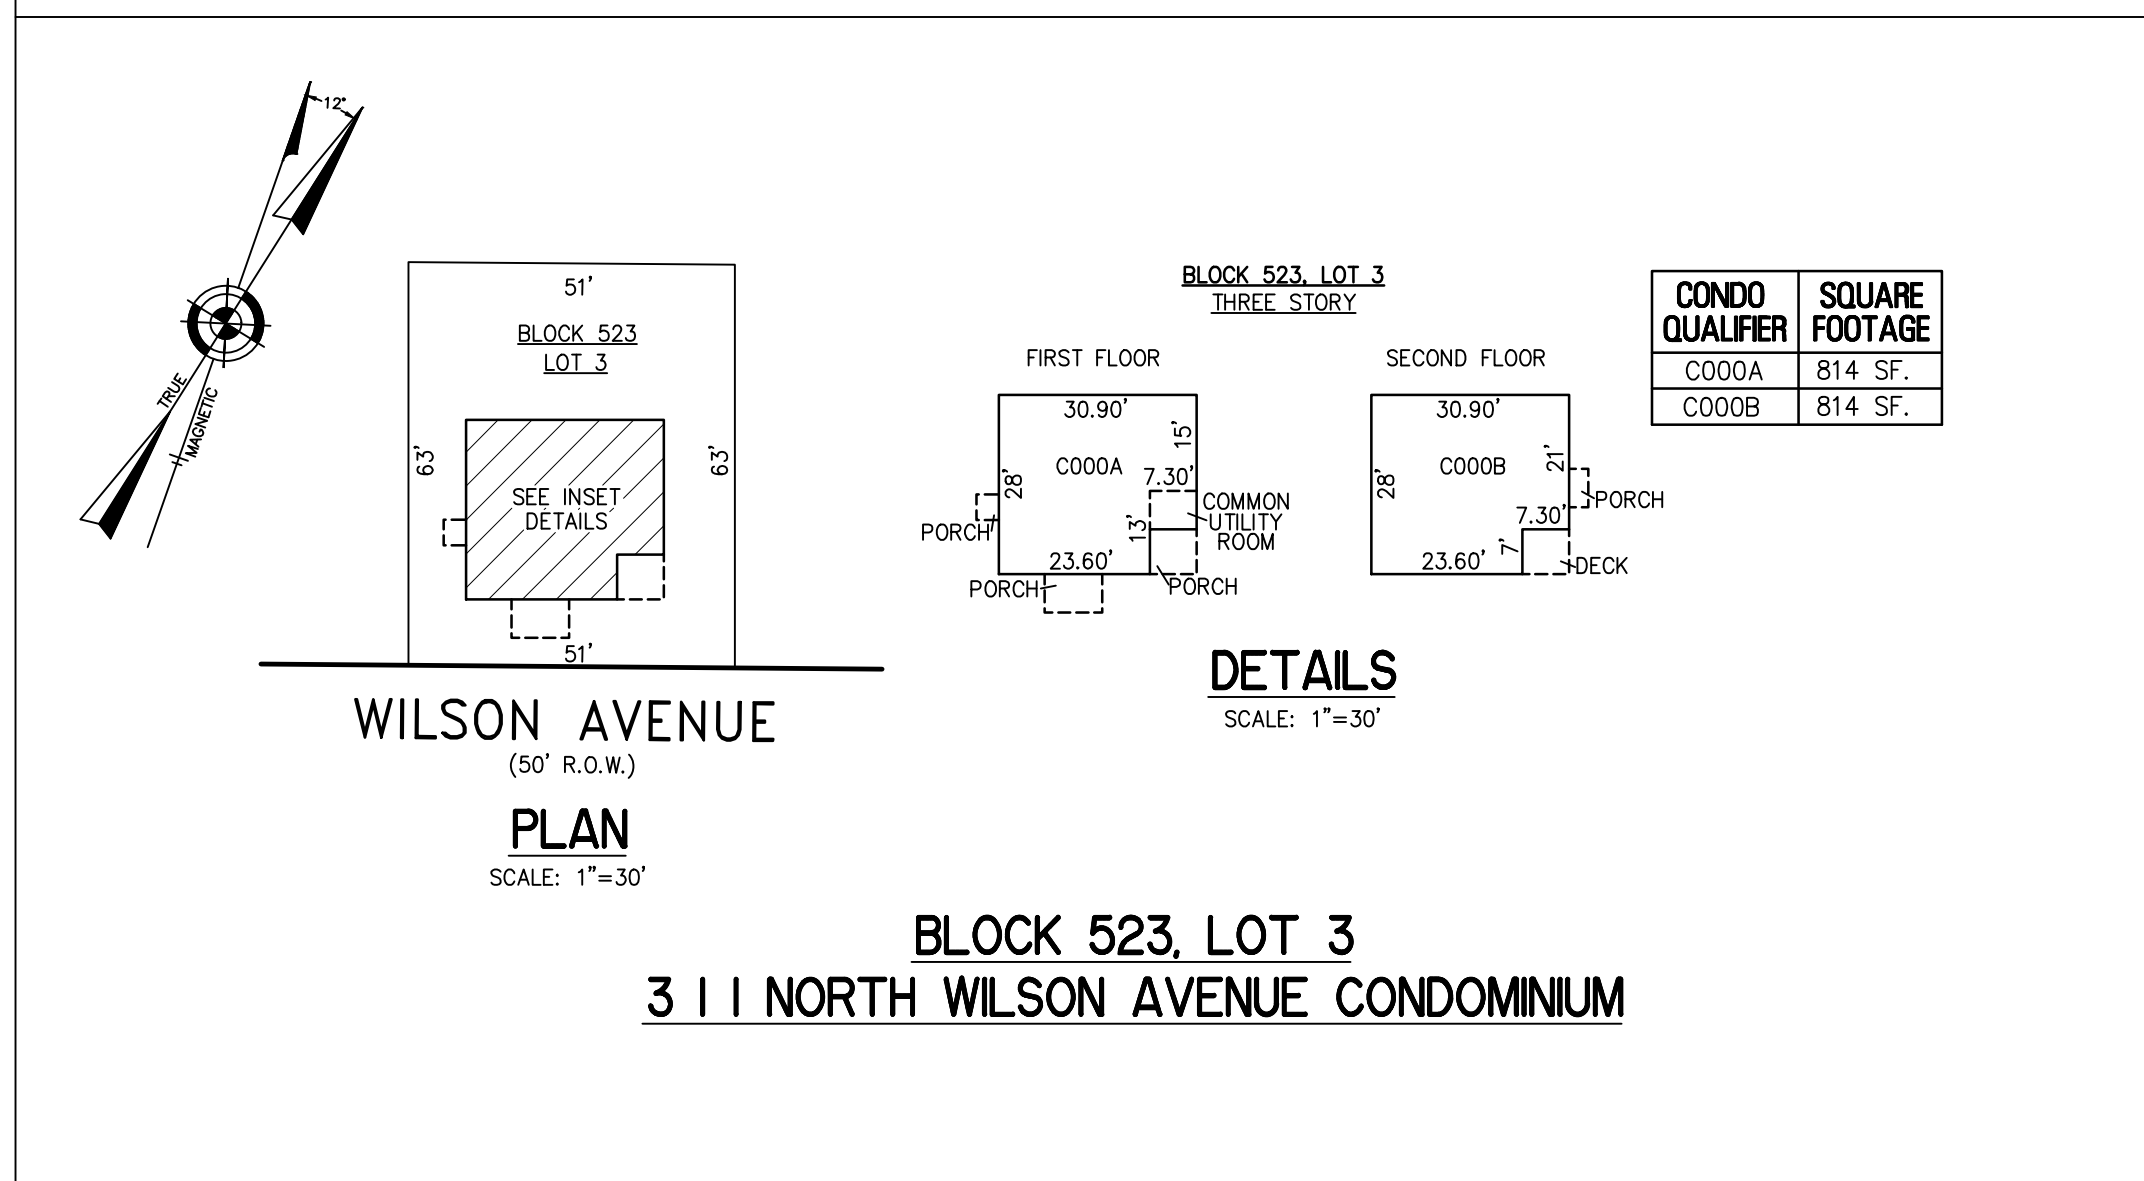 12°
TRUE
MAGNETIC
51'
BLOCK 523
LOT 3
63'
63'
SEE INSET
DETAILS
51'
WILSON AVENUE
(50' R.O.W.)
PLAN
SCALE: 1"=30'
BLOCK 523, LOT 3
THREE STORY
FIRST FLOOR
30.90'
15'
C000A
28'
7.30'
COMMON
UTILITY
ROOM
PORCH
13'
23.60'
PORCH
PORCH
SECOND FLOOR
30.90'
C000B
21'
28'
PORCH
7.30'
7'
23.60'
DECK
DETAILS
SCALE: 1"=30'
CONDO QUALIFIER
SQUARE FOOTAGE
C000A 814 SF.
C000B 814 SF.
BLOCK 523, LOT 3
311 NORTH WILSON AVENUE CONDOMINIUM